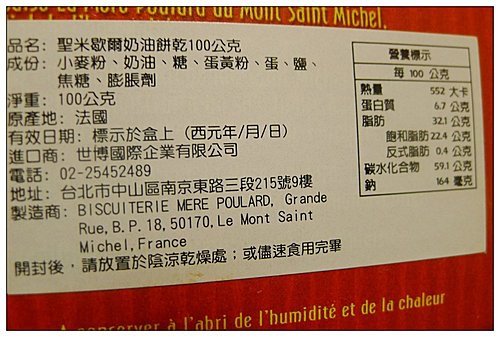 La Mère Poulard du Mont Saint Michel.
品名: 聖米歇爾奶油餅乾100公克
成份: 小麥粉、奶油、糖、蛋黃粉、蛋、鹽、
焦糖、膨脹劑
淨重: 100公克
原產地: 法國
有效日期: 標示於盒上 (西元年/月/日)
進口商: 世博國際企業有限公司
電話: 02-25452489
地址: 台北市中山區南京東路三段215號9樓
製造商: BISCUITERIE MERE POULARD, Grande
Rue,B.P.18,50170,Le Mont Saint
Michel,France
開封後, 請放置於陰涼乾燥處; 或儘速食用完畢
營養標示
每 100 公克
熱量 552 大卡
蛋白質 6.7 公克
脂肪 32.1 公克
飽和脂肪 22.4 公克
反式脂肪 0.4 公克
碳水化合物 59.1 公克
鈉 164 毫克
A conserver à l'abri de l'humidité et de la chaleur